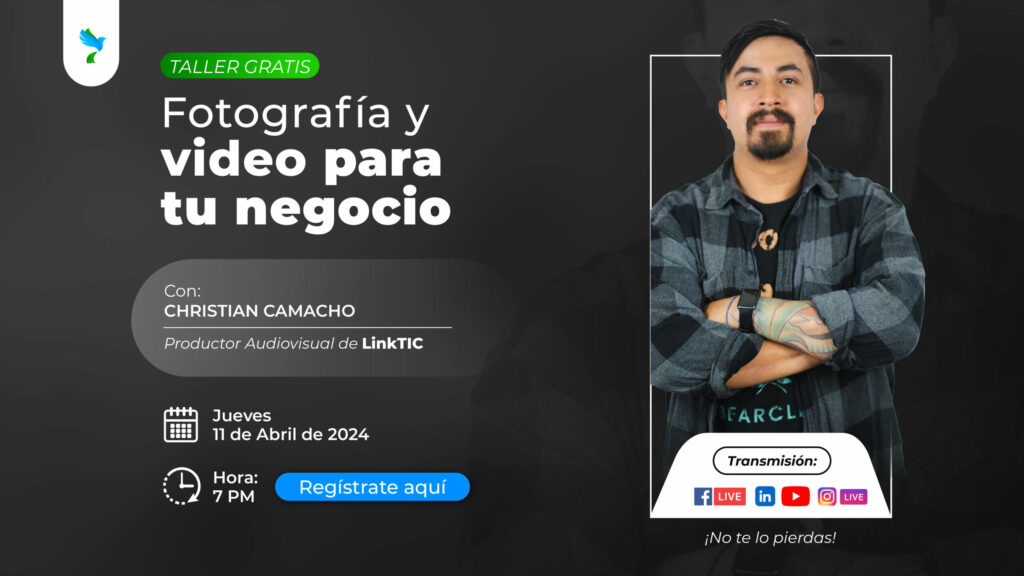 TALLER GRATIS
Fotografía y
video para
tu negocio
Con:
CHRISTIAN CAMACHO
Productor Audiovisual de LinkTIC
Jueves
11 de Abril de 2024
Hora:
7 PM
Regístrate aquí
Transmisión:
LIVE
LIVE
¡No te lo pierdas!